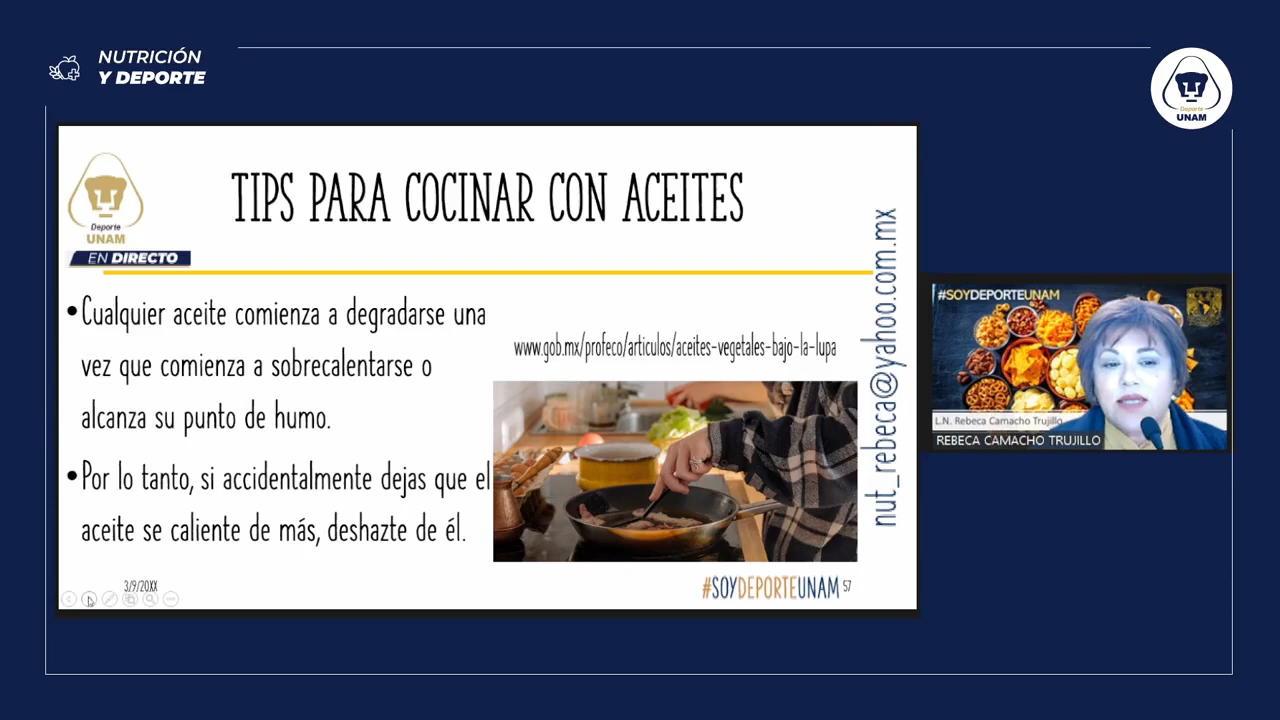 NUTRICIÓN
Y DEPORTE
Deporte
UNAM
Deporte
UNAM
EN DIRECTO
TIPS PARA COCINAR CON ACEITES
•Cualquier aceite comienza a degradarse una
vez que comienza a sobrecalentarse o
alcanza su punto de humo.
•Por lo tanto, si accidentalmente dejas que el
aceite se caliente de más, deshazte de él.
www.gob.mx/profeco/articulos/aceites-vegetales-bajo-la-lupa
nut_rebeca@yahoo.com.mx
3/9/20XX
#SOYDEPORTEUNAM
57
#SOYDEPORTEUNAM
L.N. Rebeca Camacho Trujillo
REBECA CAMACHO TRUJILLO